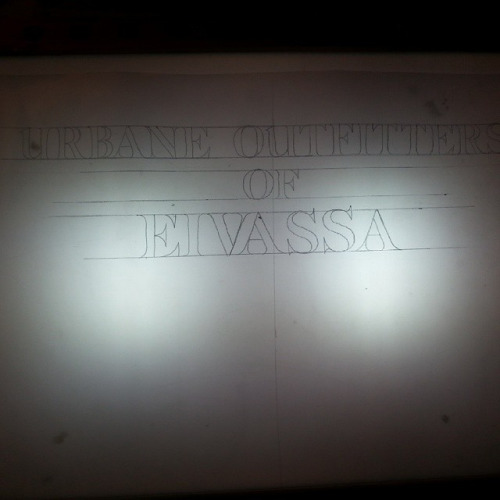 URBANE OUTFITTERS
OF
EIVASSA